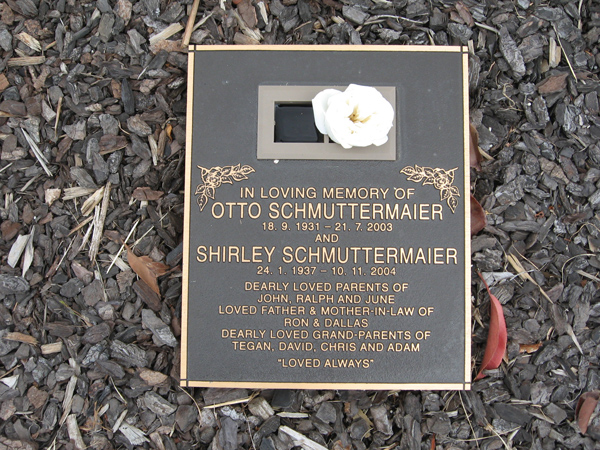 IN LOVING MEMORY OF
OTTO SCHMUTTERMAIER
18. 9. 1931 – 21. 7. 2003
AND
SHIRLEY SCHMUTTERMAIER
24. 1. 1937 – 10. 11. 2004
DEARLY LOVED PARENTS OF
JOHN, RALPH AND JUNE
LOVED FATHER & MOTHER-IN-LAW OF
RON & DALLAS
DEARLY LOVED GRAND-PARENTS OF
TEGAN, DAVID, CHRIS AND ADAM
"LOVED ALWAYS"